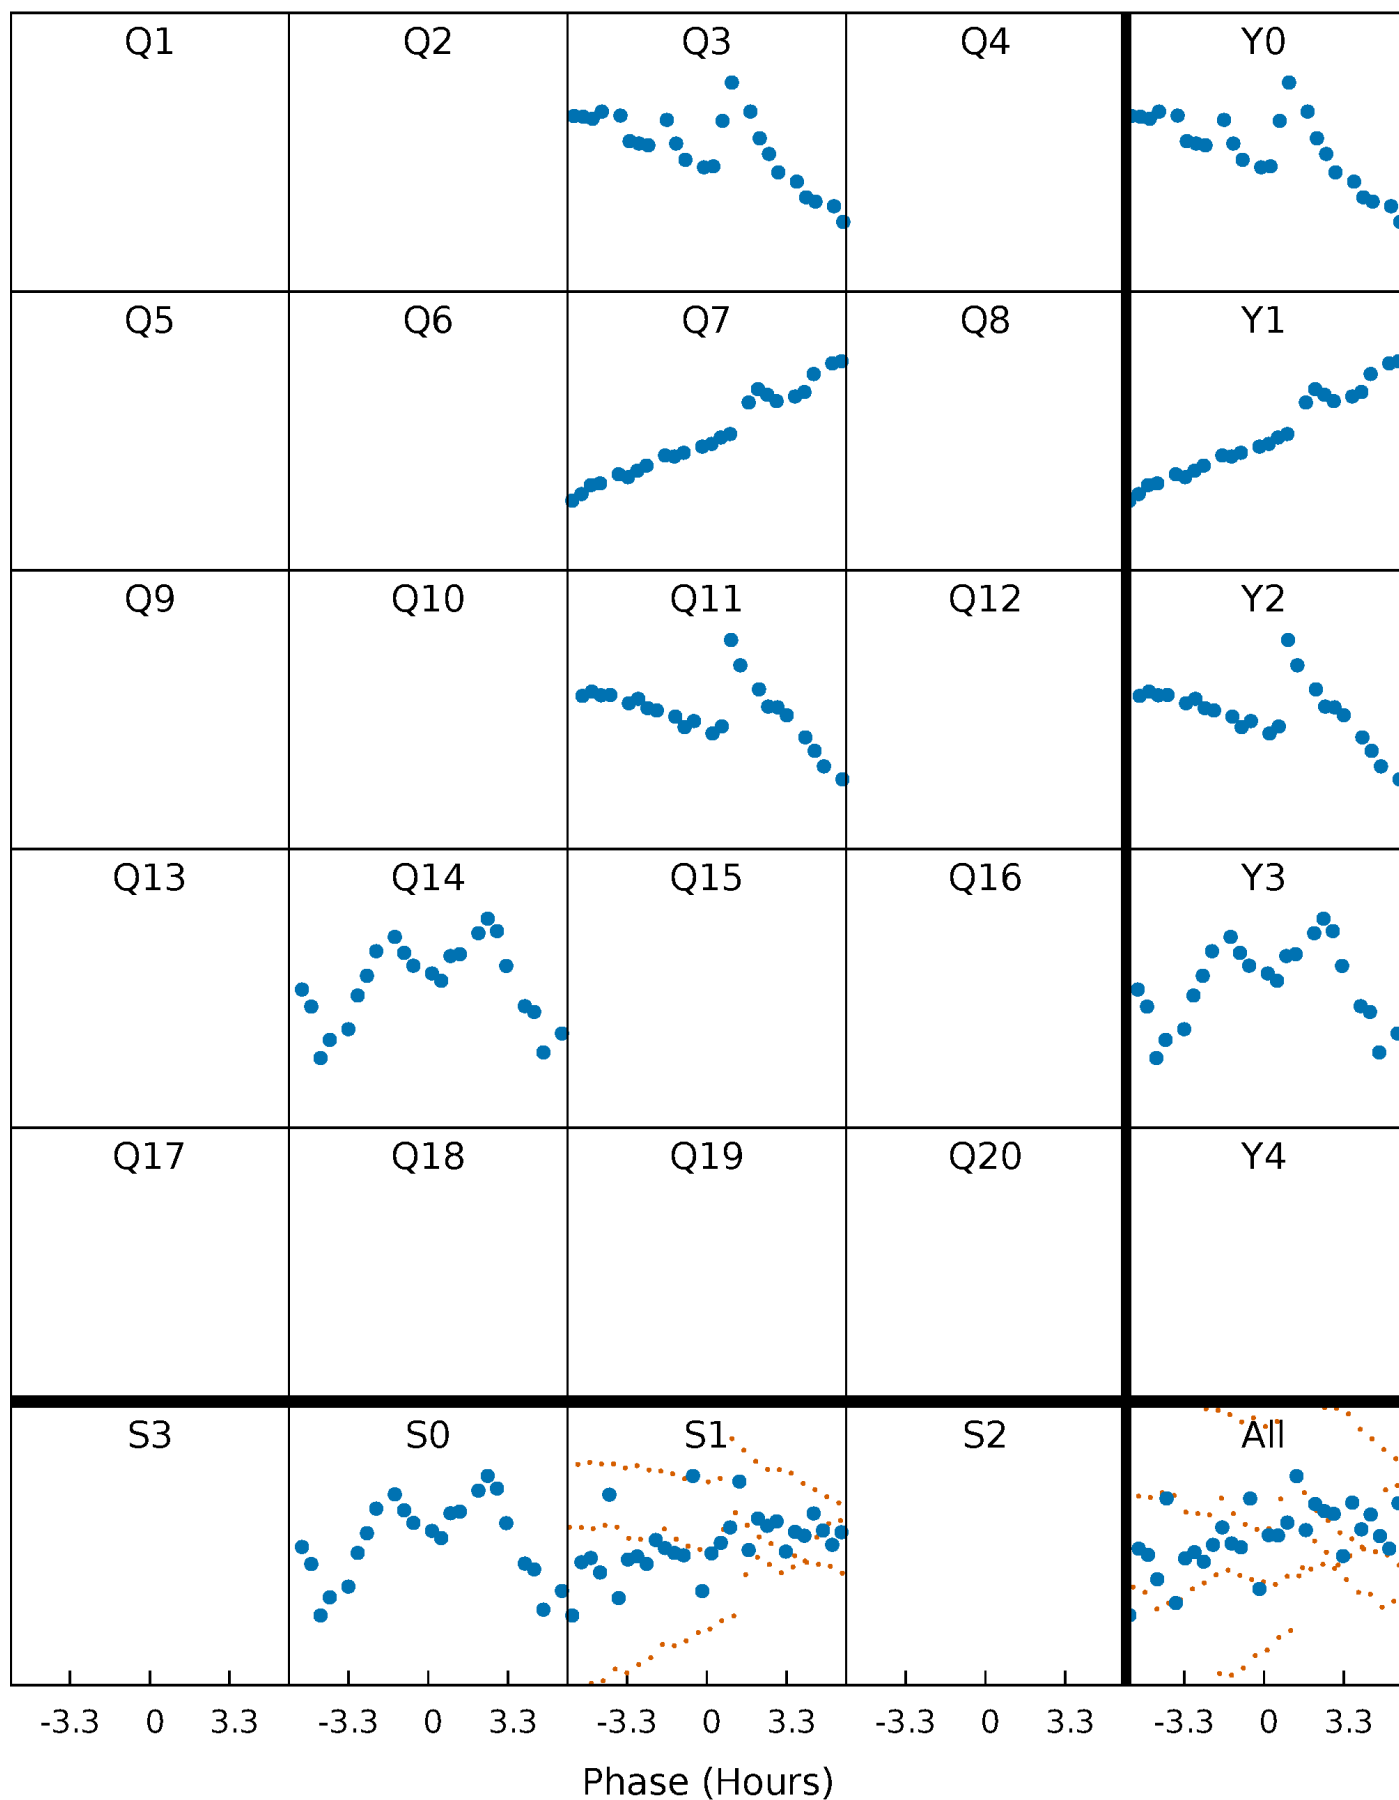 Q1 Q2 Q3 Q4 Y0
Q5 Q6 Q7 Q8 Y1
Q9 Q10 Q11 Q12 Y2
Q13 Q14 Q15 Q16 Y3
Q17 Q18 Q19 Q20 Y4
S3 S0 S1 S2 All
-3.3 0 3.3 -3.3 0 3.3 -3.3 0 3.3 -3.3 0 3.3 -3.3 0 3.3
Phase (Hours)